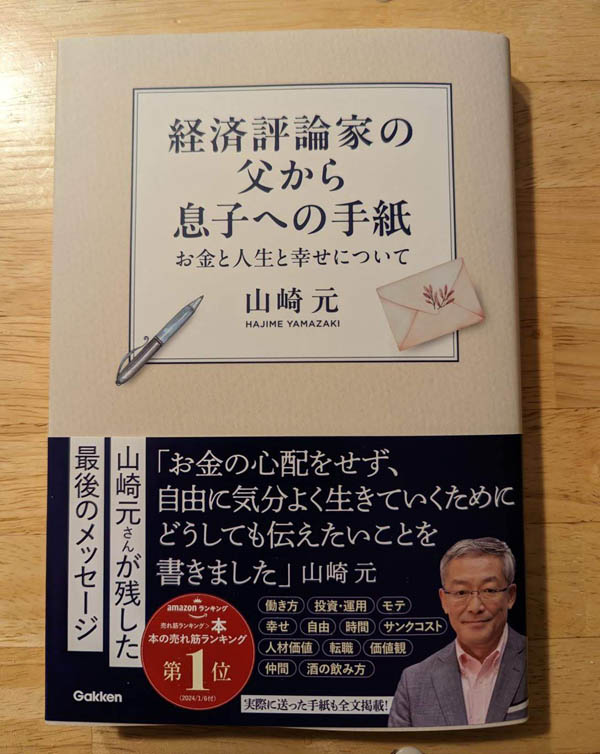 経済評論家の
父から
息子への手紙
お金と人生と幸せについて
山崎 元
HAJIME YAMAZAKI
山崎元さんが残した
最後のメッセージ
「お金の心配をせず、
自由に気分よく生きていくために
どうしても伝えたいことを
書きました」山崎 元
amazonランキング
売れ筋ランキング> 本
本の売れ筋ランキング
第1位
(2024/1/6付)
働き方 投資・運用 モテ
幸せ 自由 時間 サンクコスト
人材価値 転職 価値観
仲間 酒の飲み方
実際に送った手紙も全文掲載!
Gakken